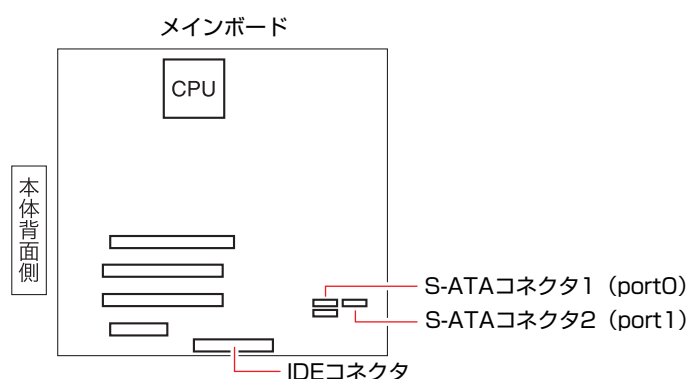 メインボード
CPU
本体背面側
S-ATAコネクタ1（port0）
S-ATAコネクタ2（port1）
IDEコネクタ